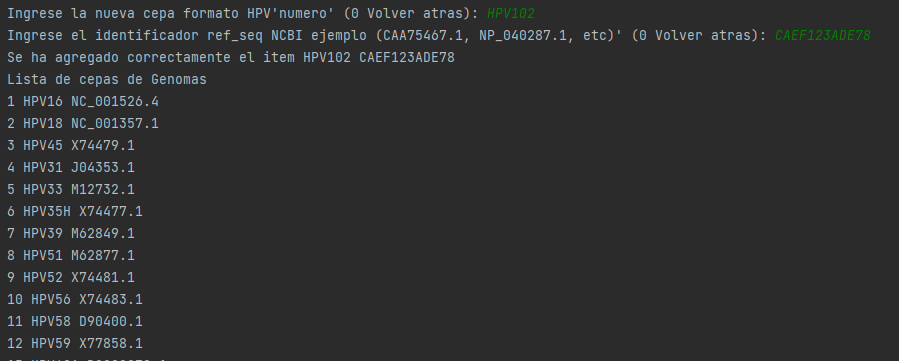 Ingrese la nueva cepa formato HPV'numero' (0 Volver atras): HPV102
Ingrese el identificador ref_seq NCBI ejemplo (CAA75467.1, NP_040287.1, etc)' (0 Volver atras): CAEF123ADE78
Se ha agregado correctamente el item HPV102 CAEF123ADE78
Lista de cepas de Genomas
1 HPV16 NC_001526.4
2 HPV18 NC_001357.1
3 HPV45 X74479.1
4 HPV31 J04353.1
5 HPV33 M12732.1
6 HPV35H X74477.1
7 HPV39 M62849.1
8 HPV51 M62877.1
9 HPV52 X74481.1
10 HPV56 X74483.1
11 HPV58 D90400.1
12 HPV59 X77858.1